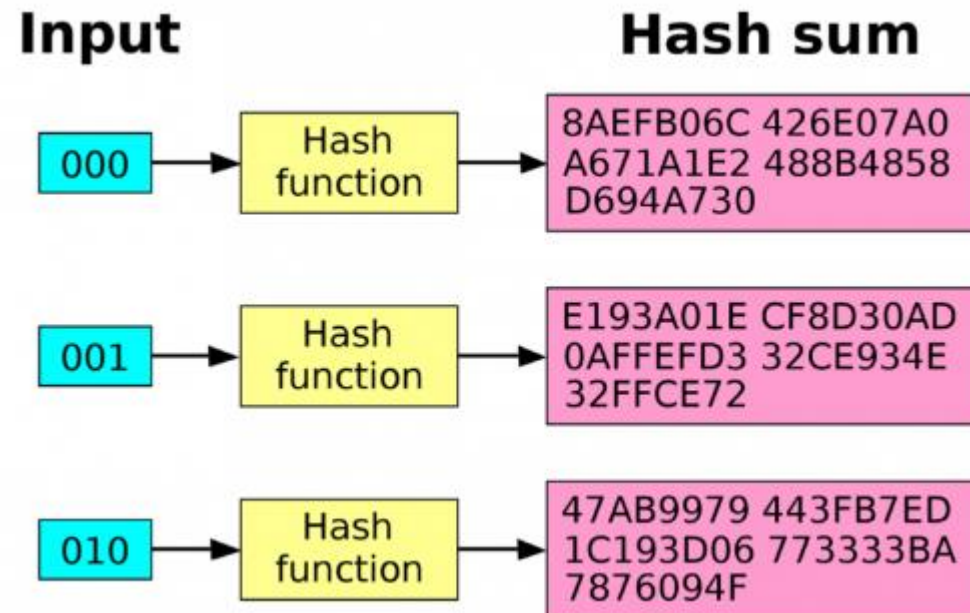 Input
Hash sum
000
Hash
function
8AEFB06C 426E07A0
A671A1E2 488B4858
D694A730
001
Hash
function
E193A01E CF8D30AD
0AFFEFD3 32CE934E
32FFCE72
010
Hash
function
47AB9979 443FB7ED
1C193D06 773333BA
7876094F